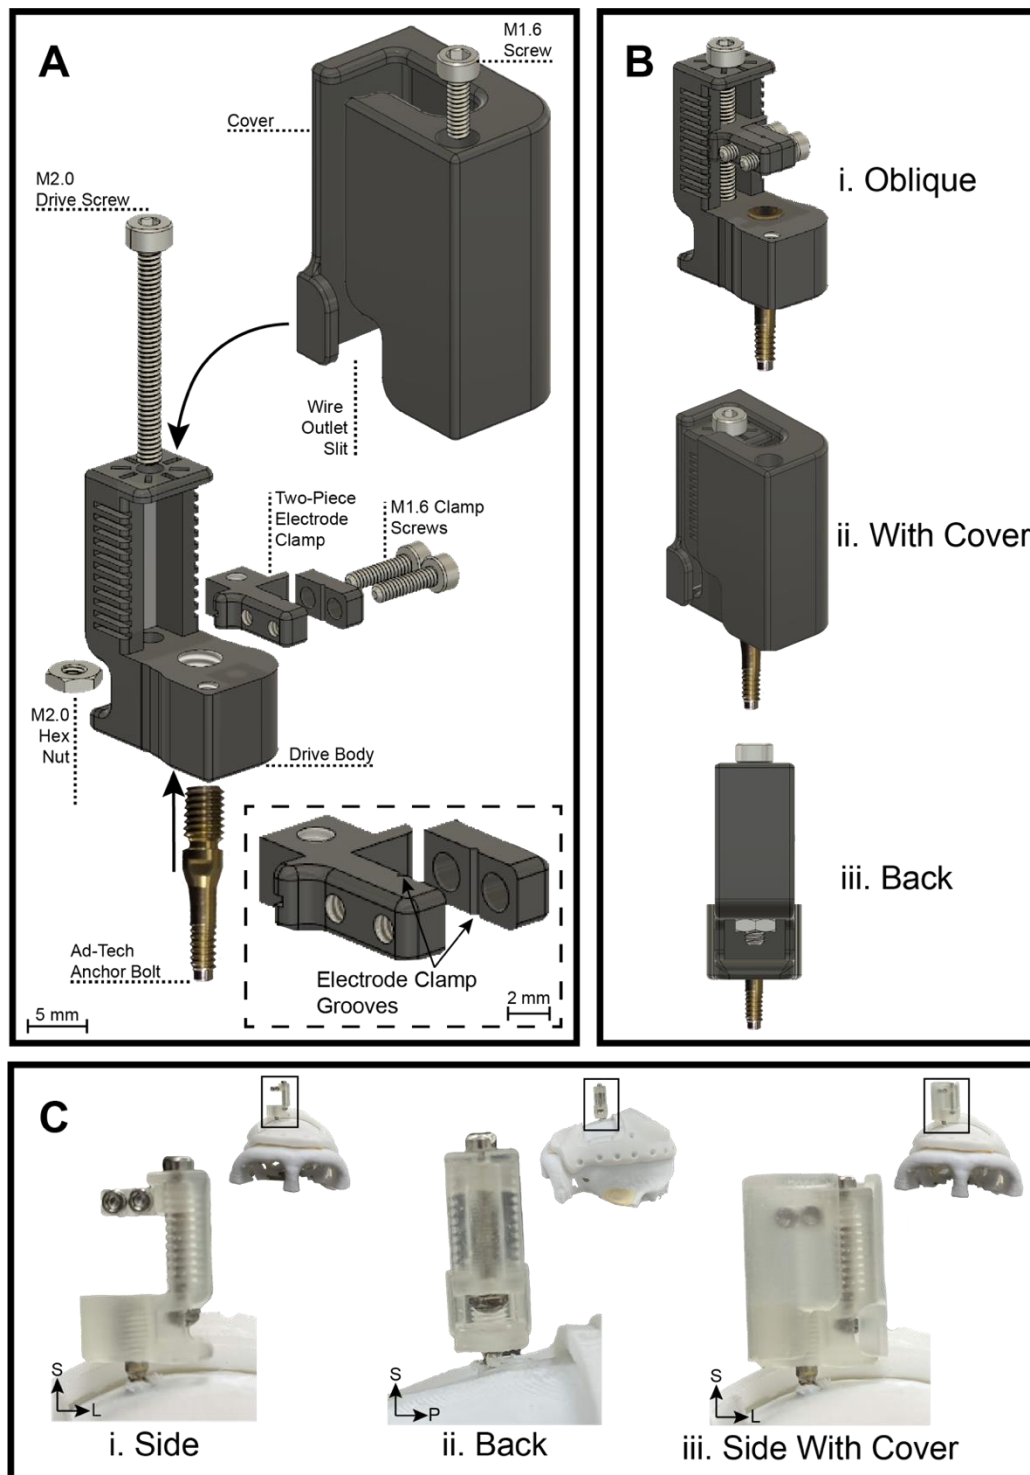 A
M1.6
Screw
Cover
M2.0
Drive Screw
Wire
Outlet
Slit
Two-Piece
Electrode
Clamp
M1.6 Clamp
Screws
M2.0
Hex
Nut
Drive Body
Ad-Tech
Anchor Bolt
5 mm
Electrode Clamp
Grooves
2 mm
B
i. Oblique
ii. With Cover
iii. Back
C
S
L
i. Side
S
P
ii. Back
S
L
iii. Side With Cover